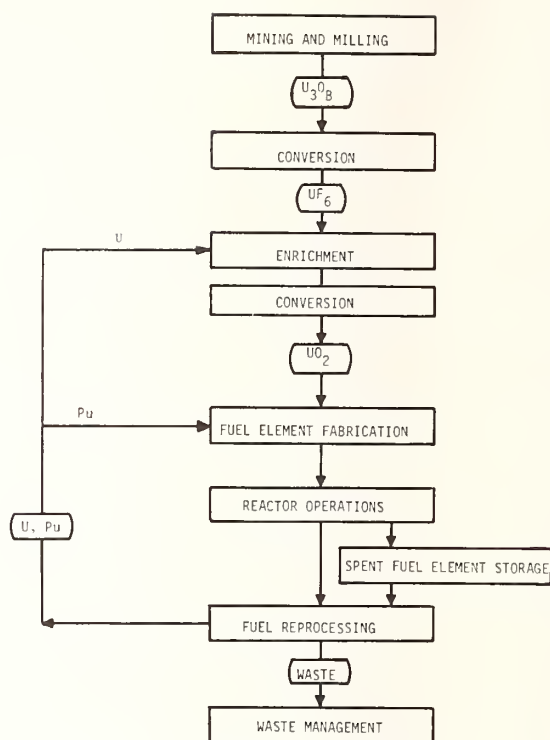 MINING AND MILLING
U3OB
CONVERSION
UF6
U
ENRICHMENT
CONVERSION
UO2
Pu
FUEL ELEMENT FABRICATION
REACTOR OPERATIONS
U, Pu
SPENT FUEL ELEMENT STORAGE
FUEL REPROCESSING
WASTE
WASTE MANAGEMENT